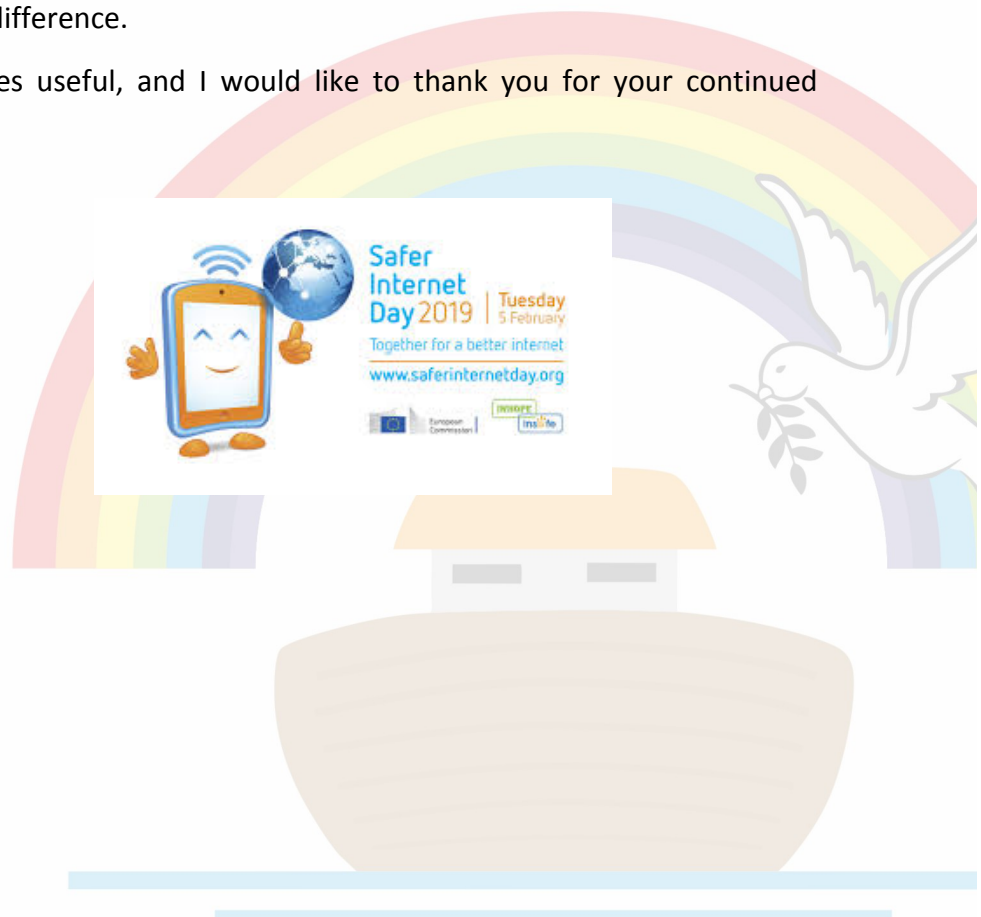 difference.
es useful, and I would like to thank you for your continued
Safer
Internet
Day 2019 | Tuesday
5 February
Together for a better internet
www.saferinternetday.org
European
Commission
INHOPE
insafe